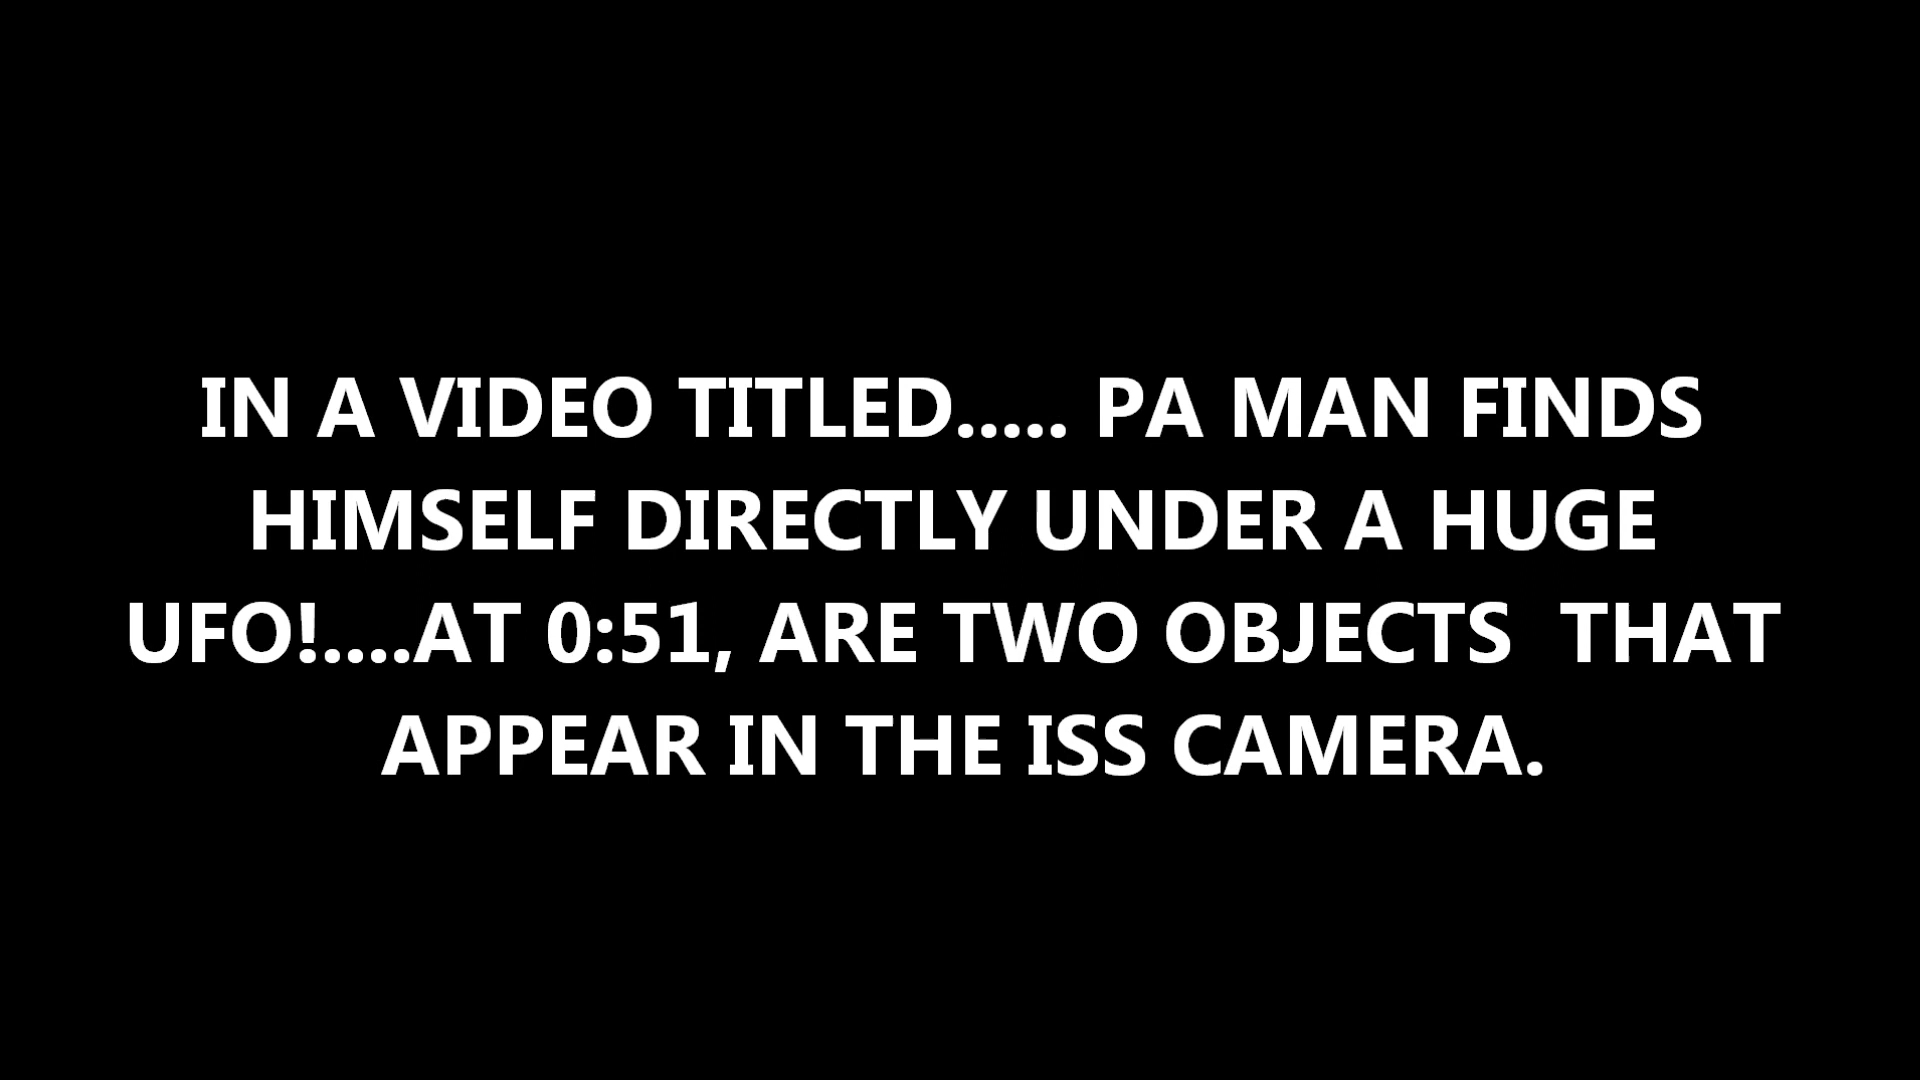 IN A VIDEO TITLED..... PA MAN FINDS
HIMSELF DIRECTLY UNDER A HUGE
UFO!....AT 0:51, ARE TWO OBJECTS  THAT
APPEAR IN THE ISS CAMERA.